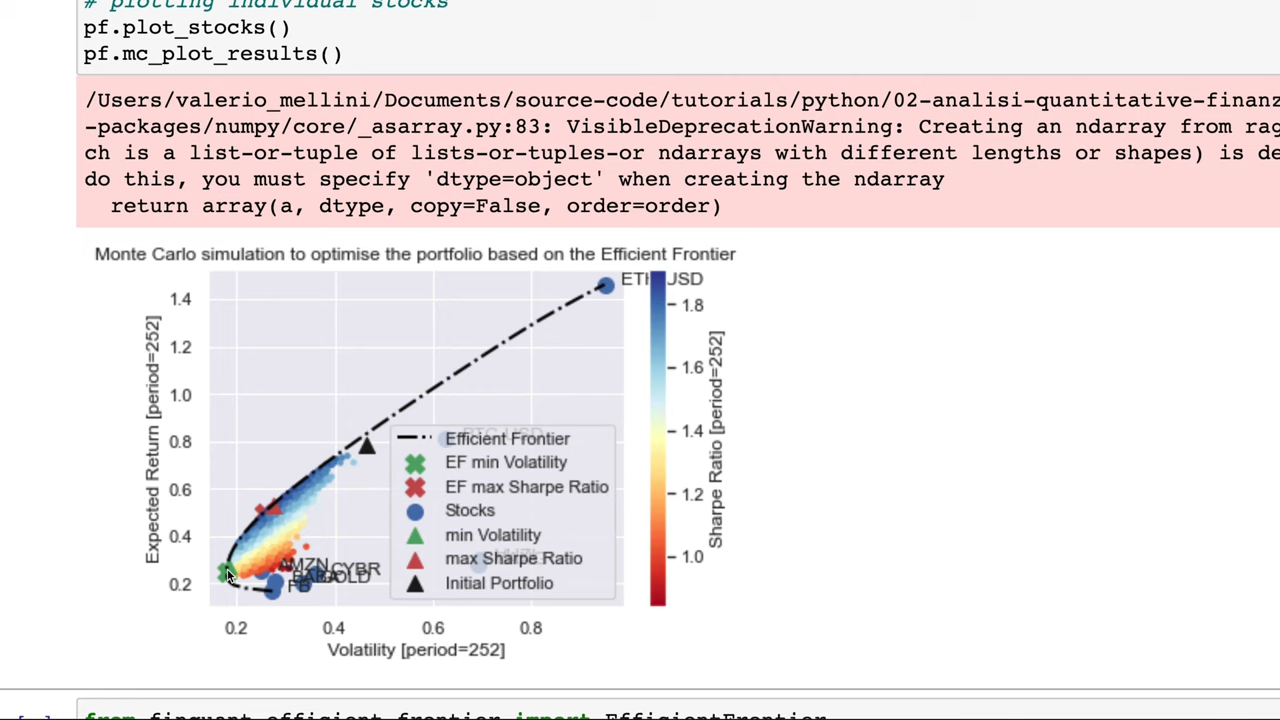 # plotting individual stocks
pf.plot_stocks()
pf.mc_plot_results()
/Users/valerio_mellini/Documents/source-code/tutorials/python/02-analisi-quantitative-finanz
-packages/numpy/core/_asarray.py:83: VisibleDeprecationWarning: Creating an ndarray from rag
ch is a list-or-tuple of lists-or-tuples-or ndarrays with different lengths or shapes) is de
do this, you must specify 'dtype=object' when creating the ndarray
return array(a, dtype, copy=False, order=order)
Monte Carlo simulation to optimise the portfolio based on the Efficient Frontier
Expected Return [period=252]
1.4
1.2
1.0
0.8
0.6
0.4
0.2
AMZN
CYBR
FB
Efficient Frontier
EF min Volatility
EF max Sharpe Ratio
Stocks
min Volatility
max Sharpe Ratio
Initial Portfolio
1.8
1.6
1.4
1.2
1.0
Sharpe Ratio [period=252]
0.2
0.4
0.6
0.8
Volatility [period=252]
from finquant.efficient_frontier import EfficientFrontier